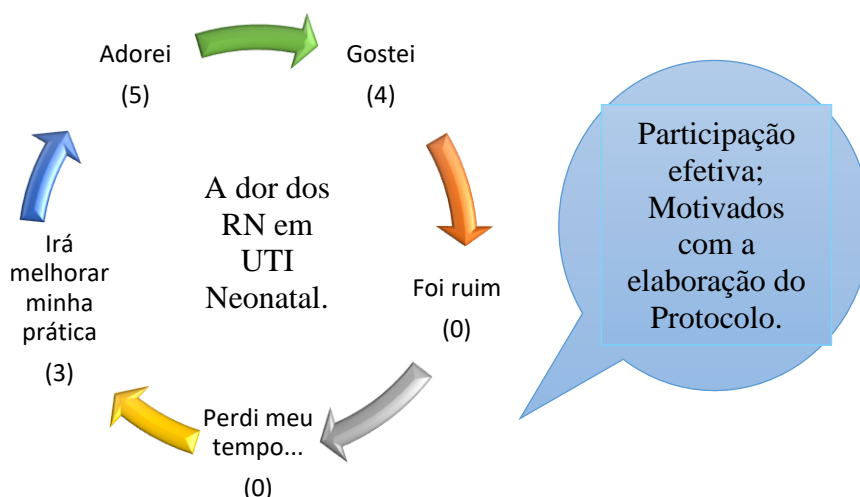 Adorei
(5)
Gostei
(4)
Foi ruim
(0)
Perdi meu
tempo...
(0)
Irá
melhorar
minha
prática
(3)
A dor dos
RN em
UTI
Neonatal.
Participação
efetiva;
Motivados
com a
elaboração do
Protocolo.